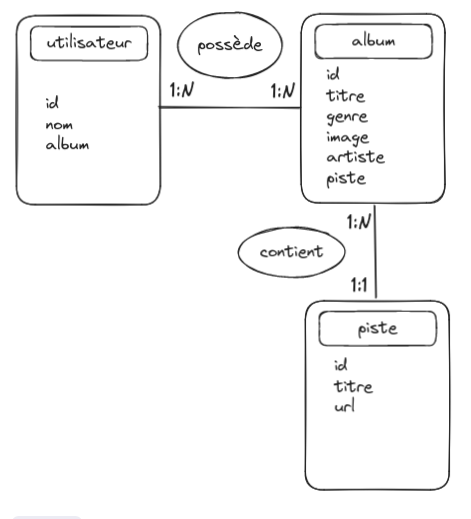 utilisateur
id
nom
album
possède
1:N
1:N
album
id
titre
genre
image
artiste
piste
1:N
contient
1:1
piste
id
titre
url